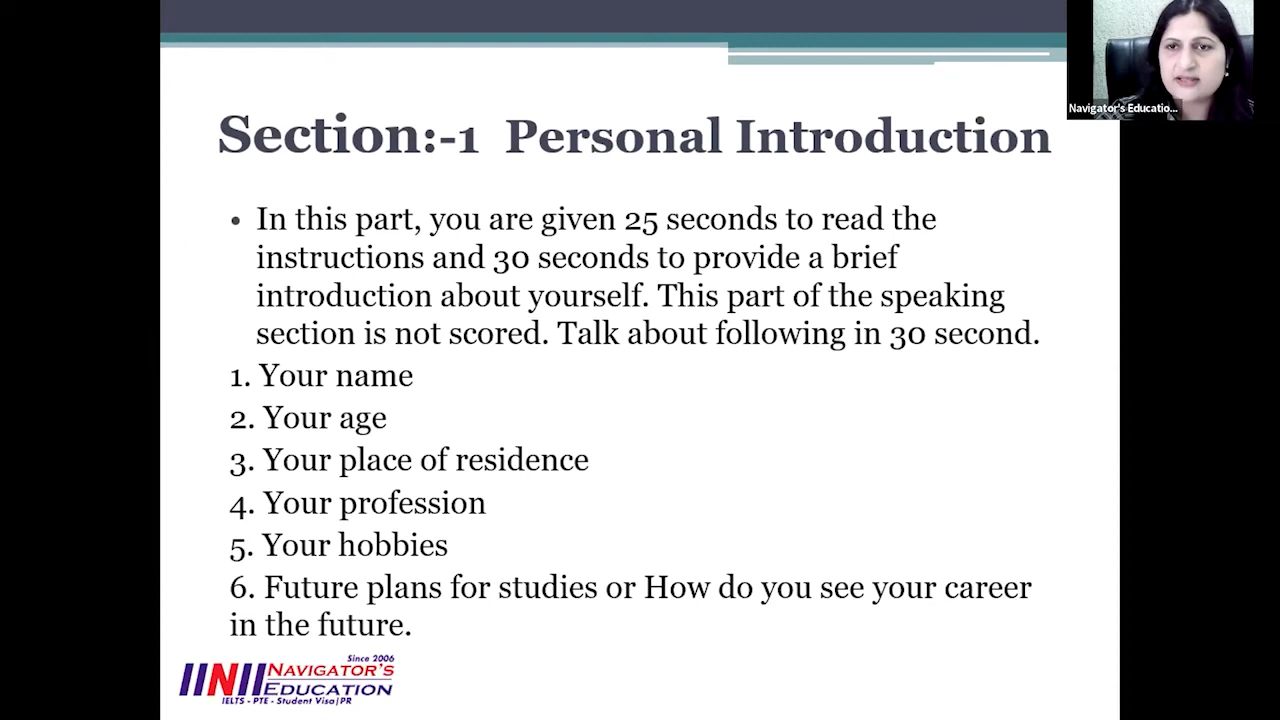 Navigator's Educatio...
Section:-1 Personal Introduction
• In this part, you are given 25 seconds to read the
instructions and 30 seconds to provide a brief
introduction about yourself. This part of the speaking
section is not scored. Talk about following in 30 second.
1. Your name
2. Your age
3. Your place of residence
4. Your profession
5. Your hobbies
6. Future plans for studies or How do you see your career
in the future.
Since 2006
NAVIGATOR'S
EDUCATION
IELTS - PTE - Student Visa|PR